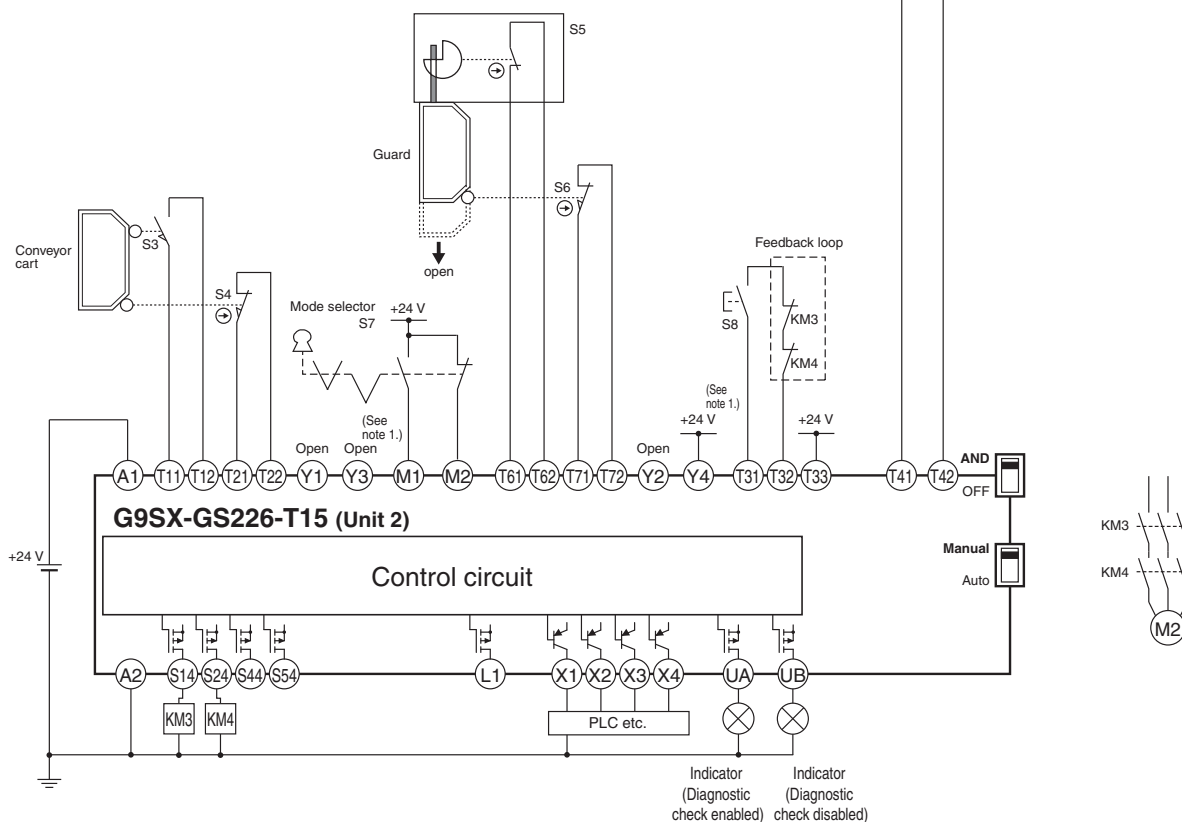 S5
Guard
S6
open
Conveyor
cart
S3
S4
Mode selector
S7
+24 V
(See
note 1.)
Feedback loop
S8
KM3
KM4
(See
note 1.)
+24 V
+24 V
Open
Open
Open
A1 T11 T12 T21 T22 Y1 Y3 M1 M2 T61 T62 T71 T72 Y2 Y4 T31 T32 T33 T41 T42
AND
OFF
G9SX-GS226-T15 (Unit 2)
Manual
Auto
+24 V
Control circuit
KM3
KM4
M2
A2 S14 S24 S44 S54 L1 X1 X2 X3 X4 UA UB
KM3 KM4
PLC etc.
Indicator
(Diagnostic
check enabled)
Indicator
(Diagnostic
check disabled)